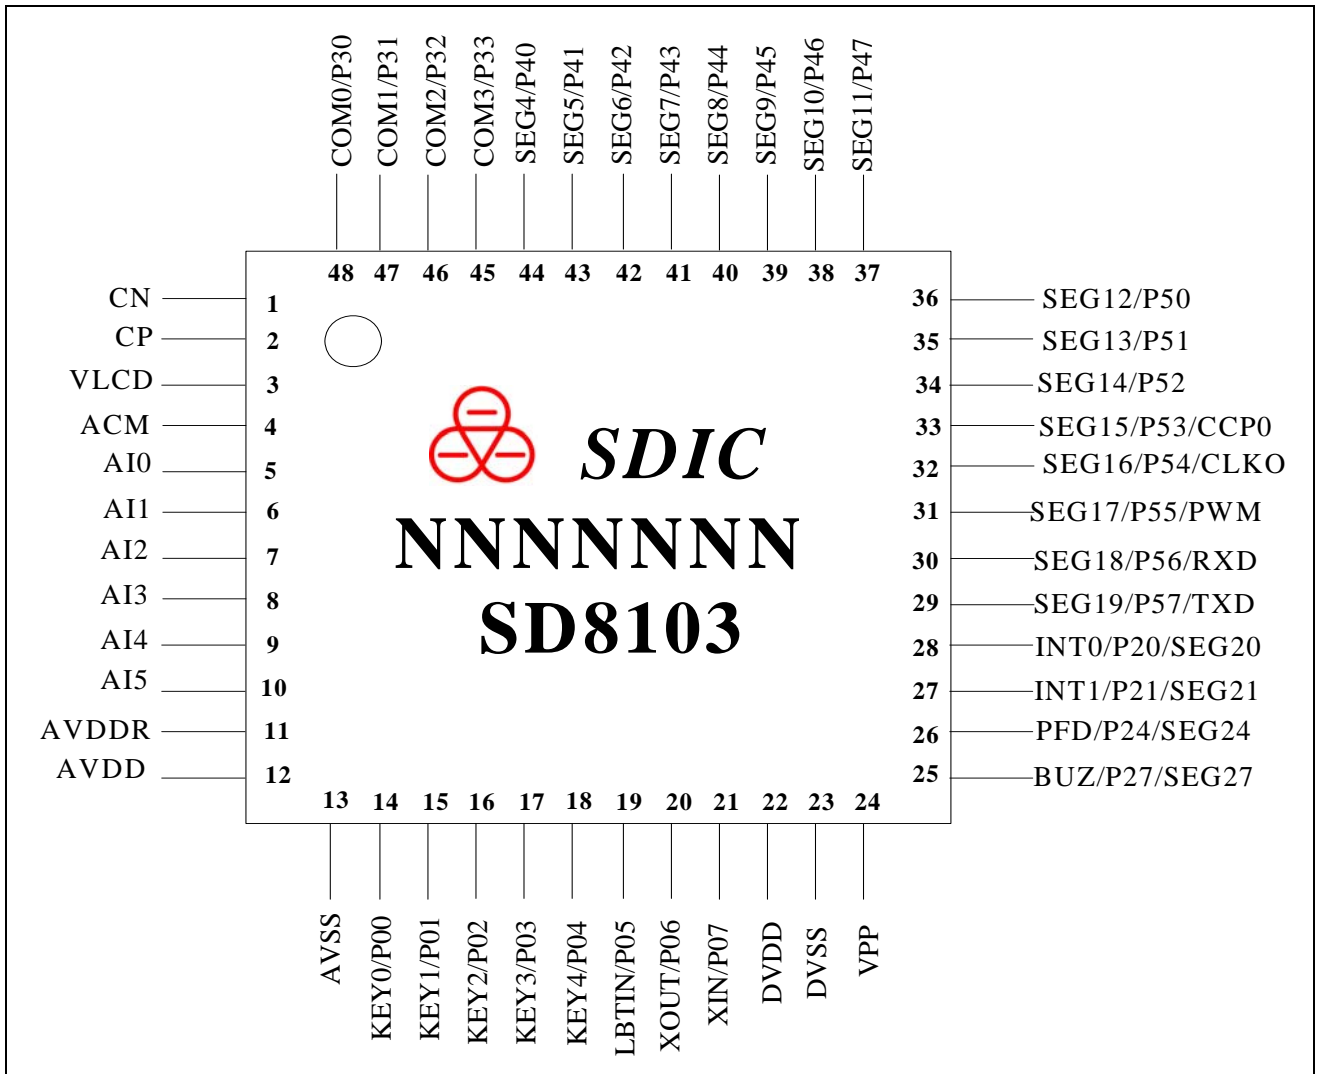 COM0/P30
COM1/P31
COM2/P32
COM3/P33
SEG4/P40
SEG5/P41
SEG6/P42
SEG7/P43
SEG8/P44
SEG9/P45
SEG10/P46
SEG11/P47
48 47 46 45 44 43 42 41 40 39 38 37
CN 1
CP 2
VLCD 3
ACM 4
AI0 5
AI1 6
AI2 7
AI3 8
AI4 9
AI5 10
AVDDR 11
AVDD 12
SDIC
NNNNNNN
SD8103
36 SEG12/P50
35 SEG13/P51
34 SEG14/P52
33 SEG15/P53/CCP0
32 SEG16/P54/CLKO
31 SEG17/P55/PWM
30 SEG18/P56/RXD
29 SEG19/P57/TXD
28 INT0/P20/SEG20
27 INT1/P21/SEG21
26 PFD/P24/SEG24
25 BUZ/P27/SEG27
13 14 15 16 17 18 19 20 21 22 23 24
AVSS
KEY0/P00
KEY1/P01
KEY2/P02
KEY3/P03
KEY4/P04
LBTIN/P05
XOUT/P06
XIN/P07
DVDD
DVSS
VPP